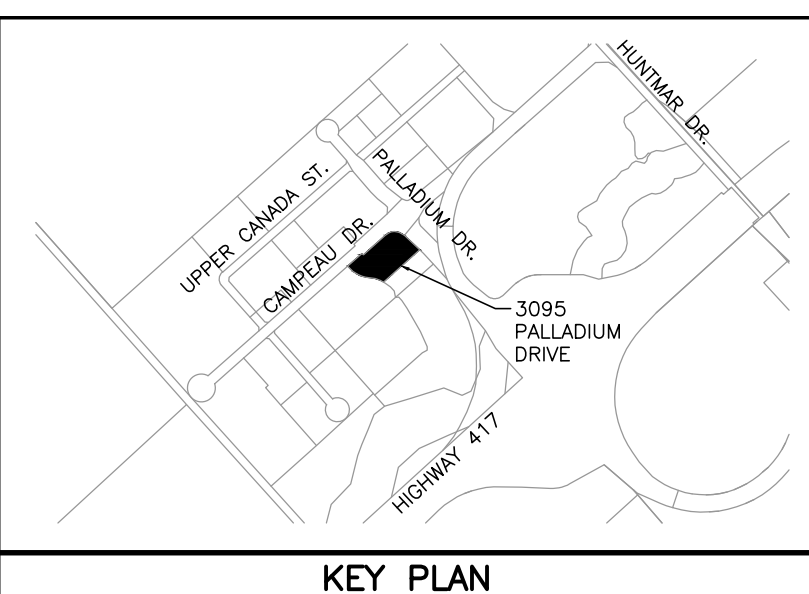 HUNTMAR DR.
PALLADIUM DR.
UPPER CANADA ST.
CAMPEAU DR.
3095
PALLADIUM
DRIVE
HIGHWAY 417
KEY PLAN